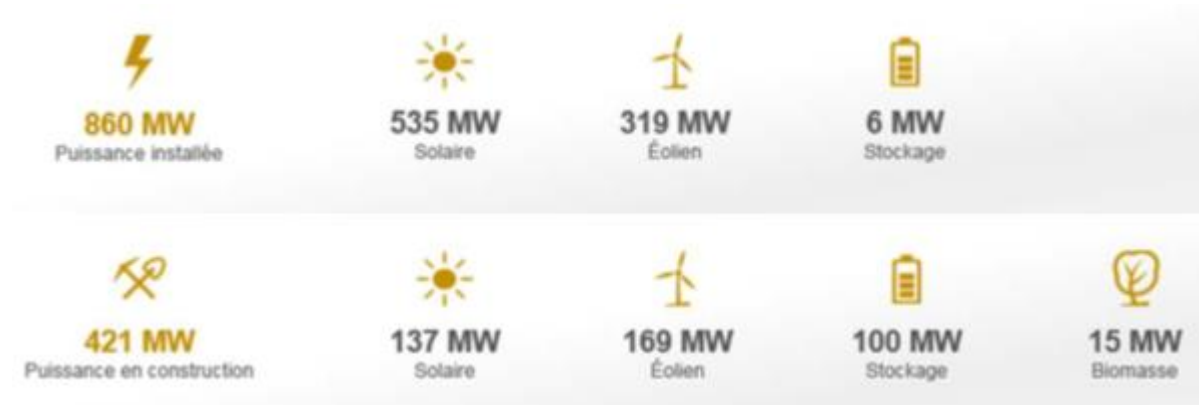 860 MW
Puissance installée
535 MW
Solaire
319 MW
Éolien
6 MW
Stockage
421 MW
Puissance en construction
137 MW
Solaire
169 MW
Éolien
100 MW
Stockage
15 MW
Biomasse